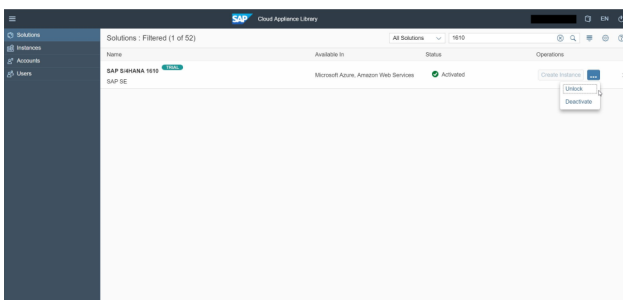 SAP Cloud Appliance Library EN
Solutions
Instances
Accounts
Users
Solutions : Filtered (1 of 52) All Solutions 1610
Name Available In Status Operations
SAP S/4HANA 1610 TRIAL Microsoft Azure, Amazon Web Services Activated Create Instance ...
SAP SE
Unlock
Deactivate